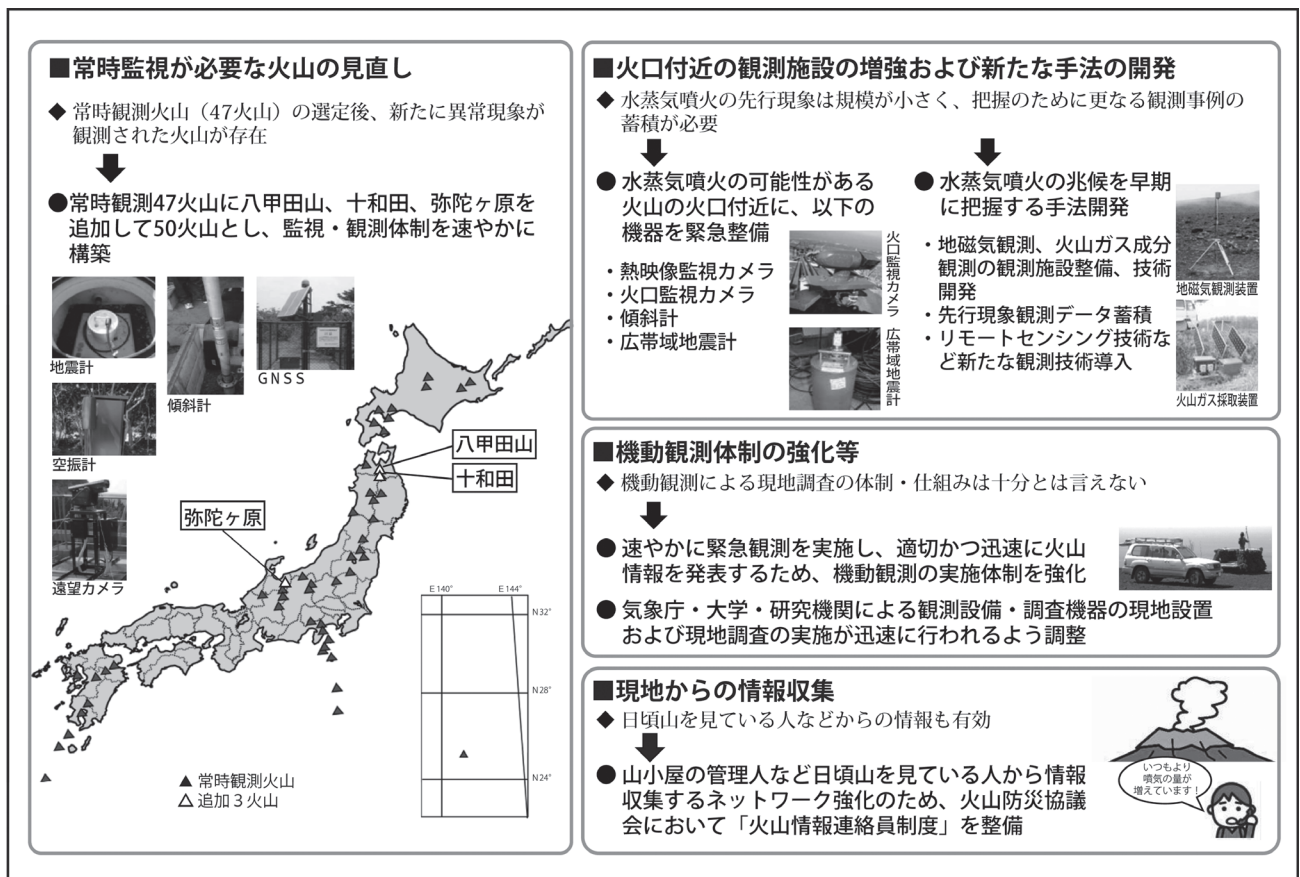 ■常時監視が必要な火山の見直し
◆ 常時観測火山（47火山）の選定後、新たに異常現象が
観測された火山が存在
●常時観測47火山に八甲田山、十和田、弥陀ヶ原を
追加して50火山とし、監視・観測体制を速やかに
構築
地震計
傾斜計
GNSS
空振計
遠望カメラ
八甲田山
十和田
弥陀ヶ原
E 140°
E 144°
N 32°
N 28°
N 24°
▲ 常時観測火山
△ 追加３火山
■火口付近の観測施設の増強および新たな手法の開発
◆ 水蒸気噴火の先行現象は規模が小さく、把握のために更なる観測事例の
蓄積が必要
● 水蒸気噴火の可能性がある
火山の火口付近に、以下の
機器を緊急整備
・熱映像監視カメラ
・火口監視カメラ
・傾斜計
・広帯域地震計
火口監視カメラ
広帯域地震計
● 水蒸気噴火の兆候を早期
に把握する手法開発
・地磁気観測、火山ガス成分
観測の観測施設整備、技術
開発
・先行現象観測データ蓄積
・リモートセンシング技術な
ど新たな観測技術導入
地磁気観測装置
火山ガス採取装置
■機動観測体制の強化等
◆ 機動観測による現地調査の体制・仕組みは十分とは言えない
● 速やかに緊急観測を実施し、適切かつ迅速に火山
情報を発表するため、機動観測の実施体制を強化
● 気象庁・大学・研究機関による観測設備・調査機器の現地設置
および現地調査の実施が迅速に行われるよう調整
■現地からの情報収集
◆ 日頃山を見ている人などからの情報も有効
● 山小屋の管理人など日頃山を見ている人から情報
収集するネットワーク強化のため、火山防災協議
会において「火山情報連絡員制度」を整備
いつもより
噴気の量が
増えています！